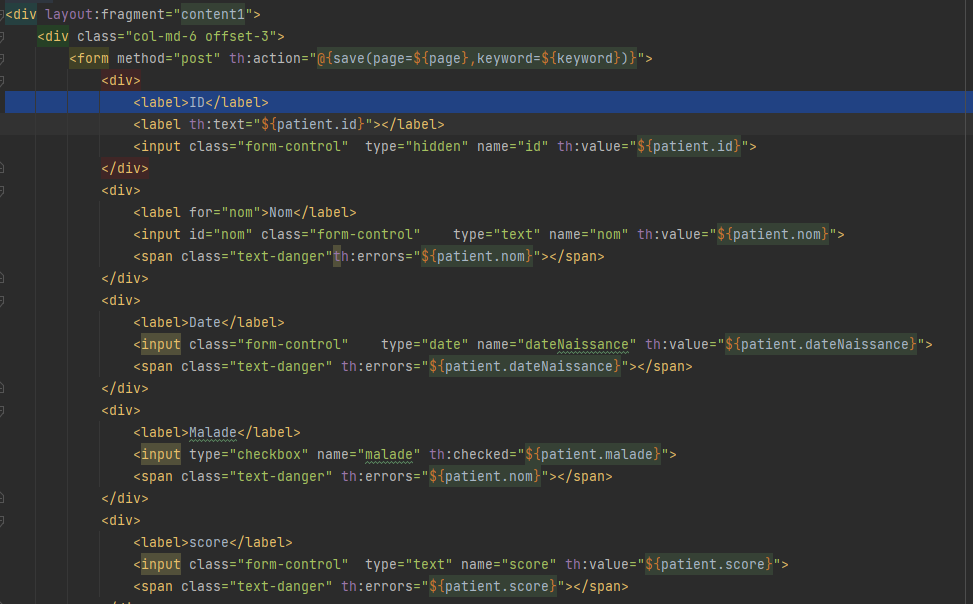 <div layout:fragment="content1">
<div class="col-md-6 offset-3">
<form method="post" th:action="@{save(page=${page},keyword=${keyword})}">
<div>
<label>ID</label>
<label th:text="${patient.id}"></label>
<input class="form-control"  type="hidden" name="id" th:value="${patient.id}">
</div>
<div>
<label for="nom">Nom</label>
<input id="nom" class="form-control"    type="text" name="nom" th:value="${patient.nom}">
<span class="text-danger"th:errors="${patient.nom}"></span>
</div>
<div>
<label>Date</label>
<input class="form-control"    type="date" name="dateNaissance" th:value="${patient.dateNaissance}">
<span class="text-danger" th:errors="${patient.dateNaissance}"></span>
</div>
<div>
<label>Malade</label>
<input type="checkbox" name="malade" th:checked="${patient.malade}">
<span class="text-danger" th:errors="${patient.nom}"></span>
</div>
<div>
<label>score</label>
<input class="form-control"  type="text" name="score" th:value="${patient.score}">
<span class="text-danger" th:errors="${patient.score}"></span>